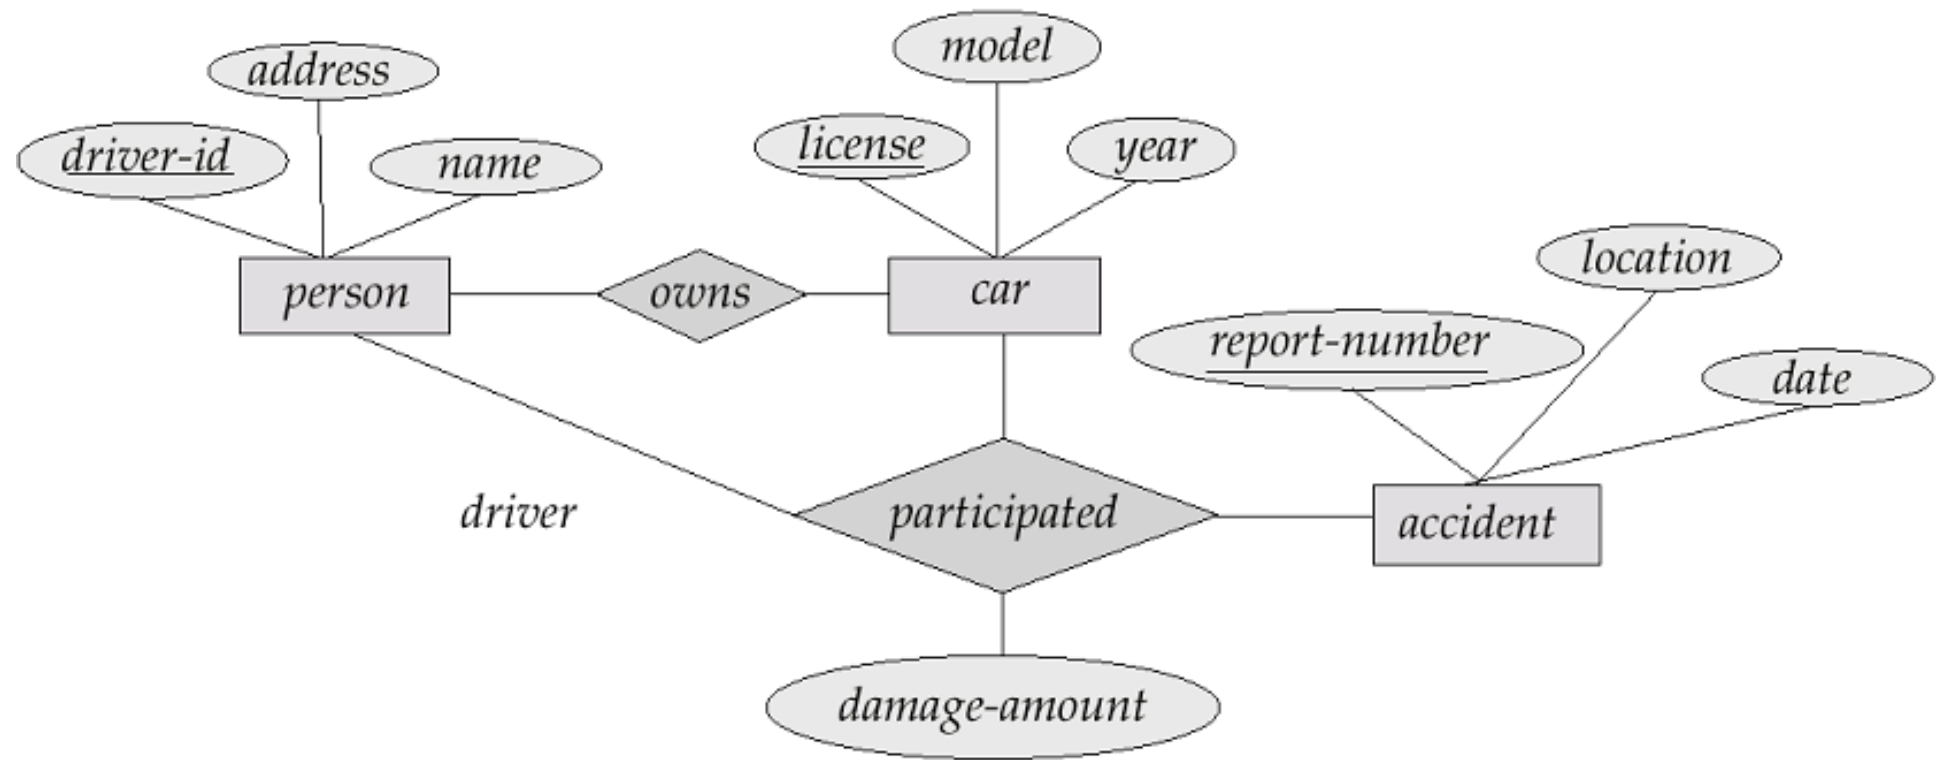 model
address
driver-id
name
license
year
location
person
owns
car
report-number
date
driver
participated
accident
damage-amount